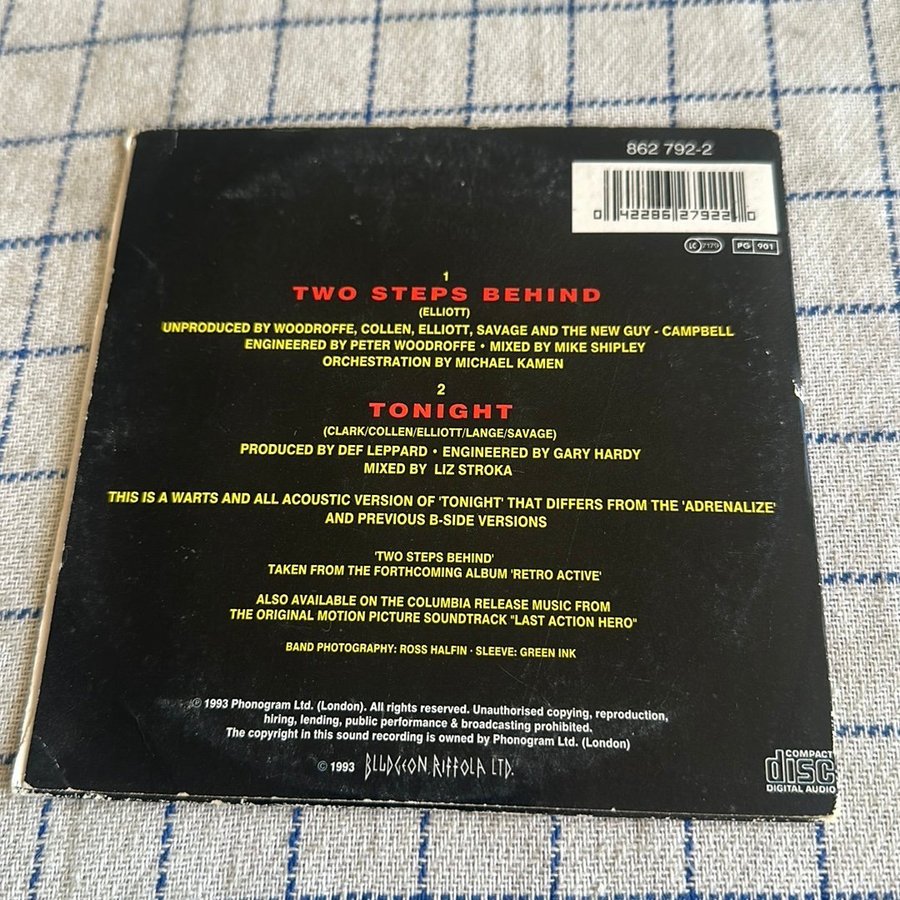 862 792-2
0 42286 27922 0
LC 7179 PG 901
1
TWO STEPS BEHIND
(ELLIOTT)
UNPRODUCED BY WOODROFFE, COLLEN, ELLIOTT, SAVAGE AND THE NEW GUY - CAMPBELL
ENGINEERED BY PETER WOODROFFE • MIXED BY MIKE SHIPLEY
ORCHESTRATION BY MICHAEL KAMEN
2
TONIGHT
(CLARK/COLLEN/ELLIOTT/LANGE/SAVAGE)
PRODUCED BY DEF LEPPARD • ENGINEERED BY GARY HARDY
MIXED BY LIZ STROKA
THIS IS A WARTS AND ALL ACOUSTIC VERSION OF 'TONIGHT' THAT DIFFERS FROM THE 'ADRENALIZE'
AND PREVIOUS B-SIDE VERSIONS
'TWO STEPS BEHIND'
TAKEN FROM THE FORTHCOMING ALBUM 'RETRO ACTIVE'
ALSO AVAILABLE ON THE COLUMBIA RELEASE MUSIC FROM
THE ORIGINAL MOTION PICTURE SOUNDTRACK "LAST ACTION HERO"
BAND PHOTOGRAPHY: ROSS HALFIN • SLEEVE: GREEN INK
℗ 1993 Phonogram Ltd. (London). All rights reserved. Unauthorised copying, reproduction,
hiring, lending, public performance & broadcasting prohibited.
The copyright in this sound recording is owned by Phonogram Ltd. (London)
© 1993 BLUDGEON RIFFOLA LTD.
COMPACT
disc
DIGITAL AUDIO